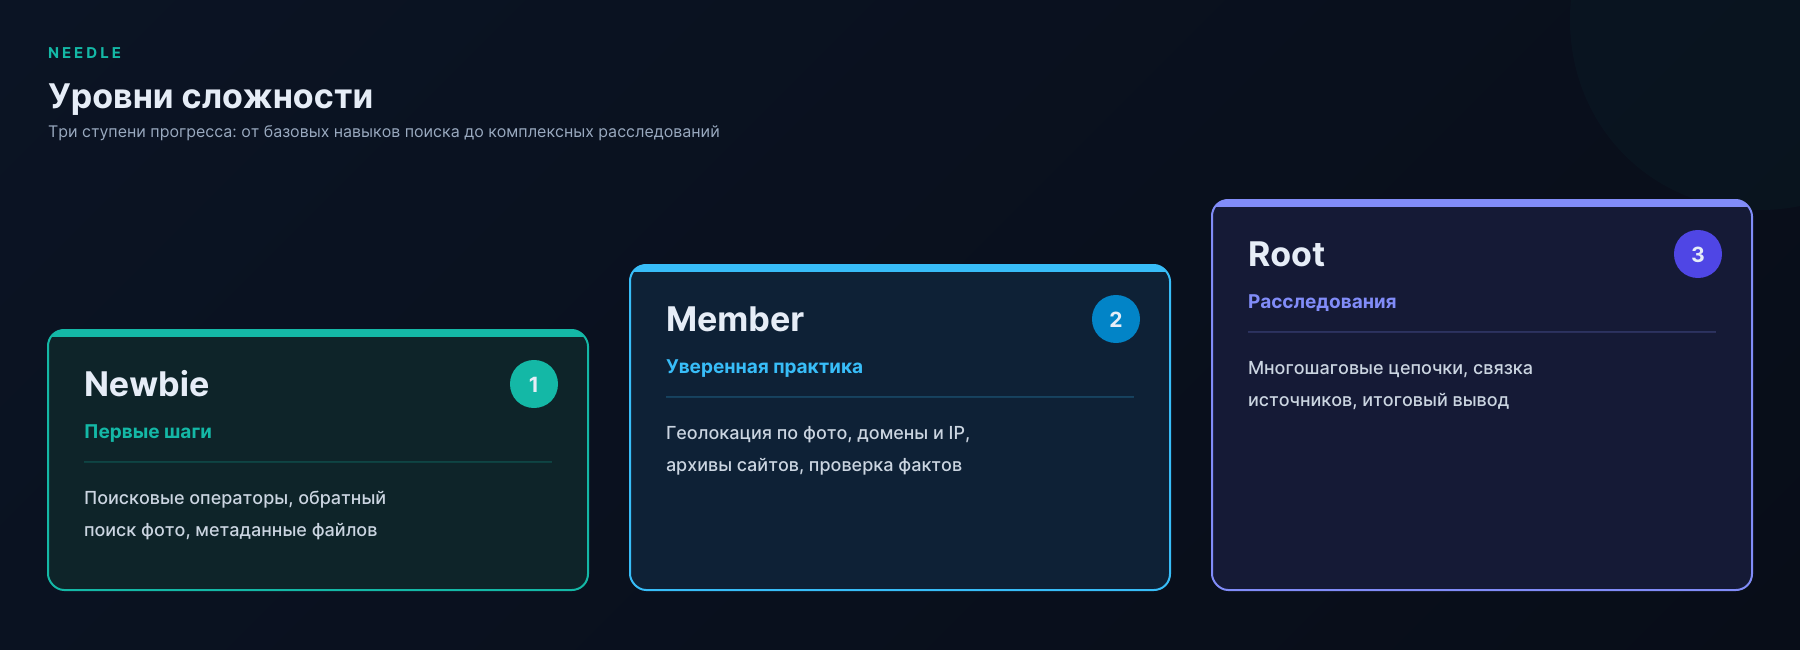 NEEDLE
Уровни сложности
Три ступени прогресса: от базовых навыков поиска до комплексных расследований
Newbie
1
Первые шаги
Поисковые операторы, обратный
поиск фото, метаданные файлов
Member
2
Уверенная практика
Геолокация по фото, домены и IP,
архивы сайтов, проверка фактов
Root
3
Расследования
Многошаговые цепочки, связка
источников, итоговый вывод